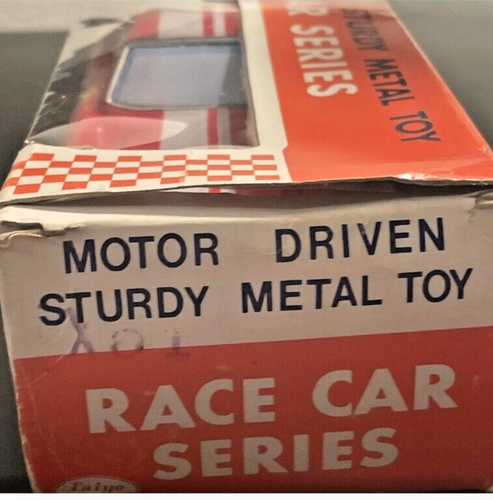 STURDY METAL TOY
R SERIES
MOTOR DRIVEN
STURDY METAL TOY
RACE CAR
SERIES
Taiyo